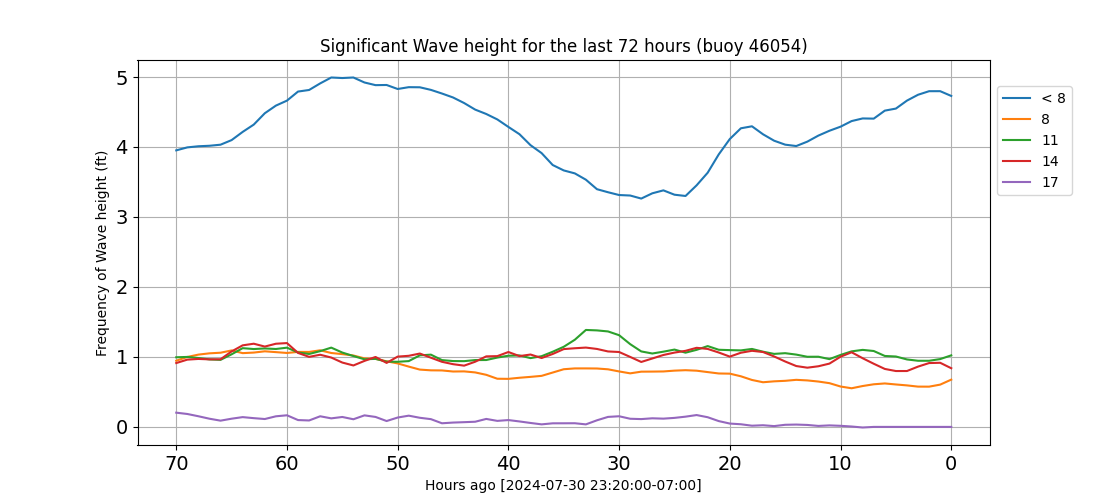 Significant Wave height for the last 72 hours (buoy 46054)
Frequency of Wave height (ft)
5
4
3
2
1
0
70 60 50 40 30 20 10 0
Hours ago [2024-07-30 23:20:00-07:00]
< 8
8
11
14
17